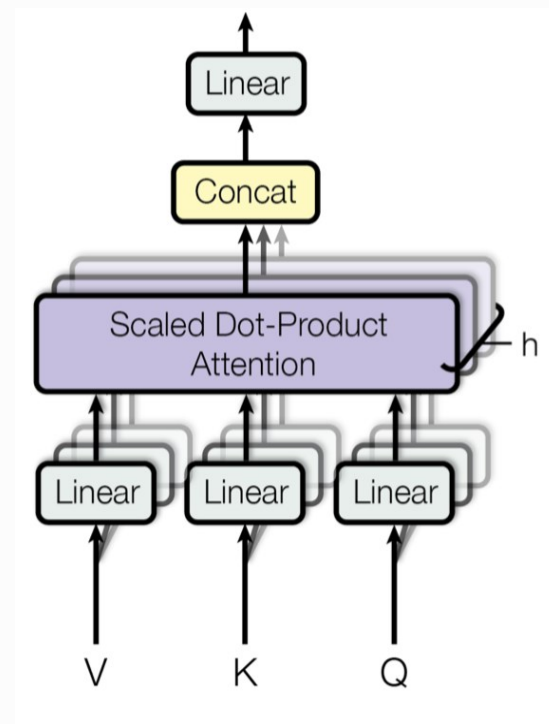 Linear
Concat
Scaled Dot-Product
Attention
h
Linear
Linear
Linear
V
K
Q